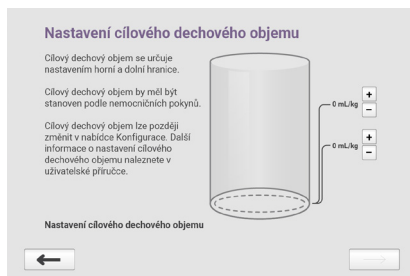 Nastavení cílového dechového objemu
Cílový dechový objem se určuje
nastavením horní a dolní hranice.
Cílový dechový objem by měl být
stanoven podle nemocničních pokynů.
Cílový dechový objem lze později
změnit v nabídce Konfigurace. Další
informace o nastavení cílového
dechového objemu naleznete v
uživatelské příručce.
0 mL/kg
+
−
0 mL/kg
+
−
Nastavení cílového dechového objemu